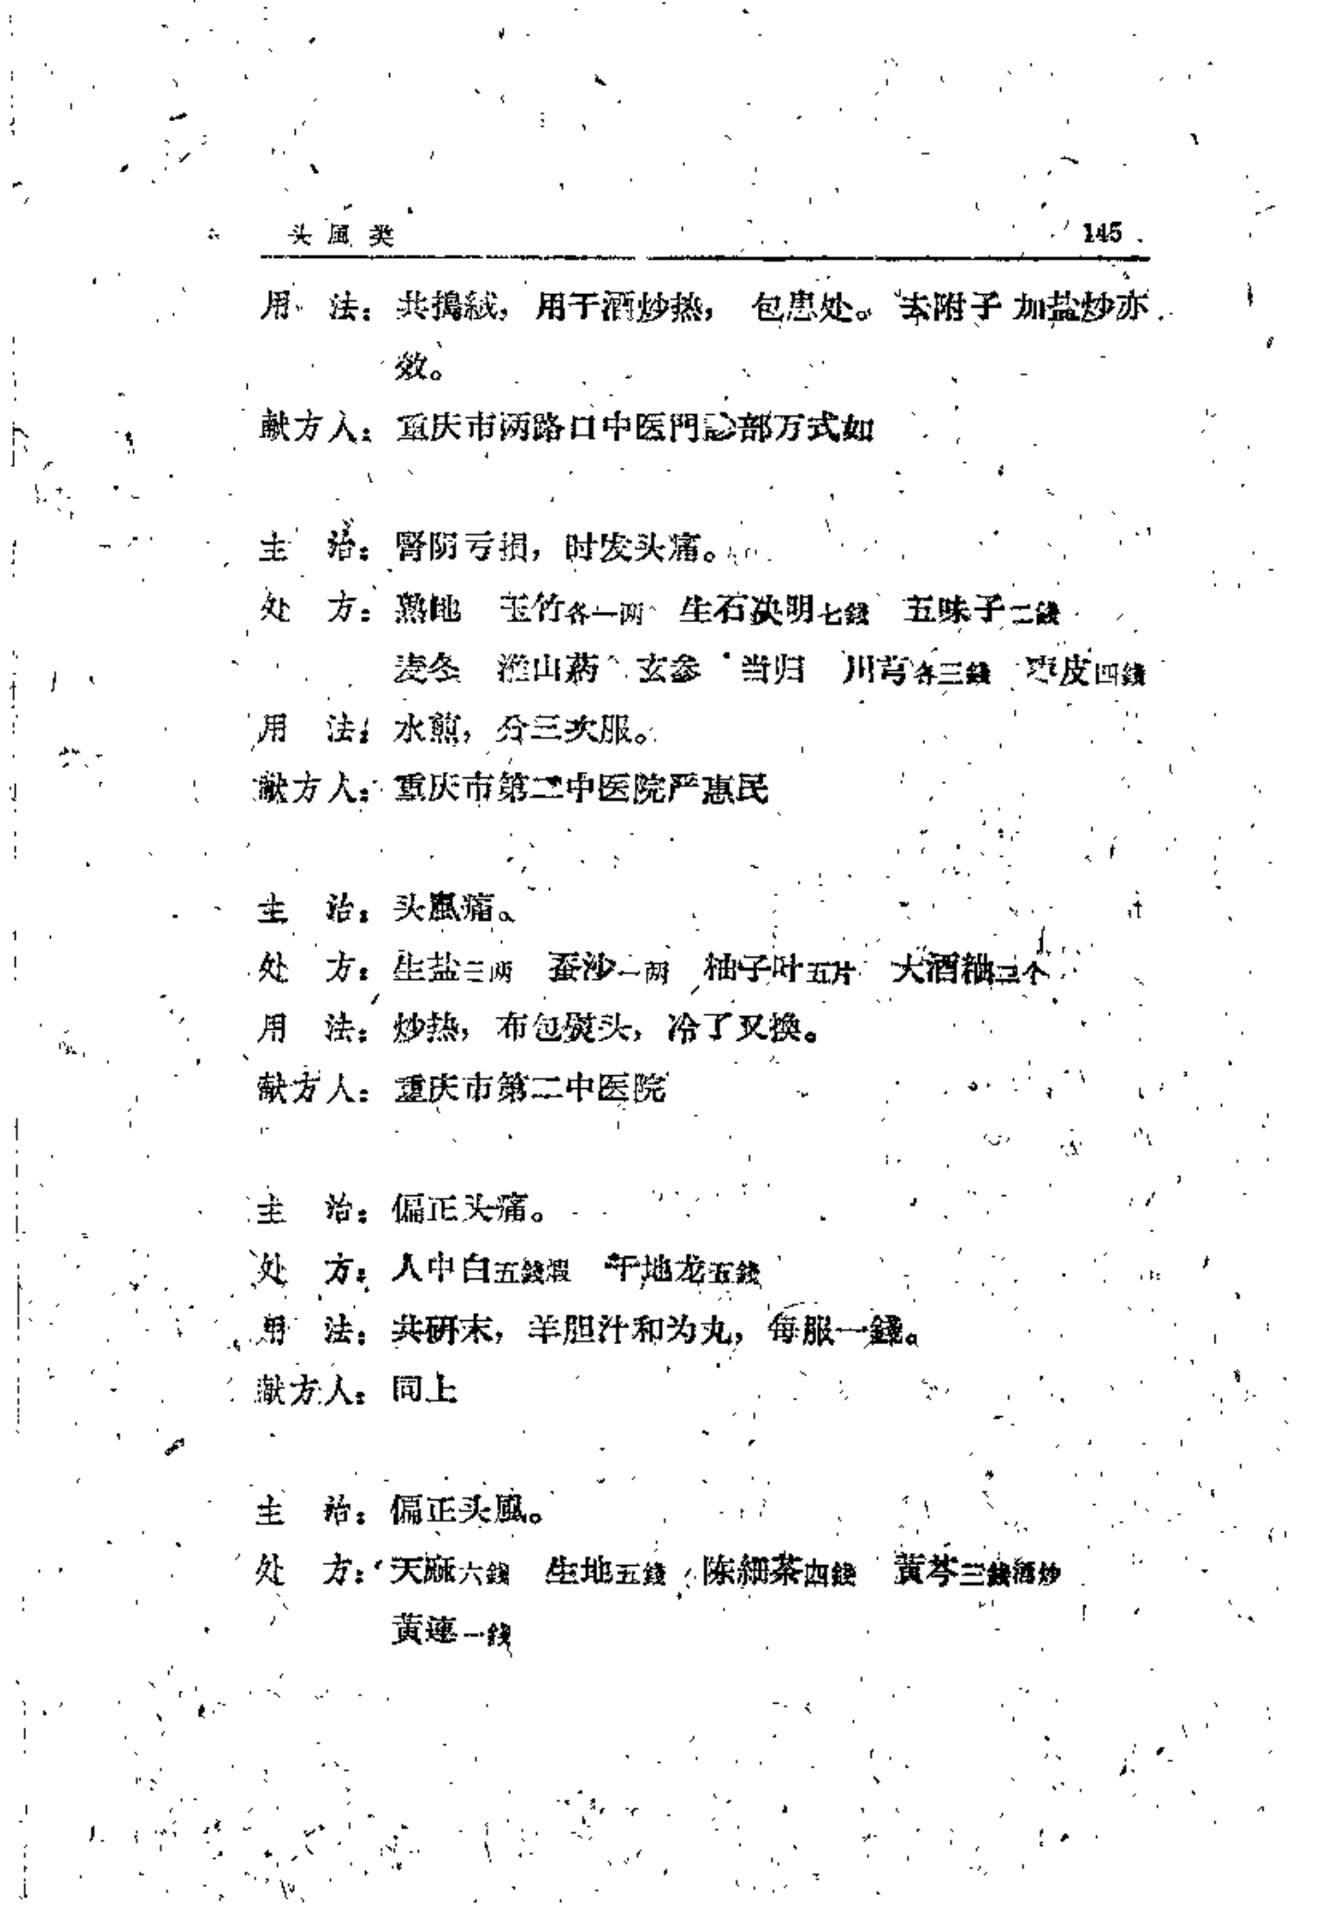 头風类 145
用 法：共搗絨，用干酒炒热，包患处。去附子加盐炒亦
效。
献方人：重庆市两路口中医門診部万式如
主 治：腎阴亏損，时发头痛。
处 方：熟地 玉竹各一两 生石决明七錢 五味子二錢
麦冬 淮山药 玄参 当归 川芎各三錢 枣皮四錢
用 法：水煎，分三次服。
献方人：重庆市第二中医院严惠民
主 治：头風痛。
处 方：生盐三两 蚕沙一两 柚子叶五片 大酒釉三个
用 法：炒热，布包熨头，冷了又換。
献方人：重庆市第二中医院
主 治：偏正头痛。
处 方：人中白五錢煨 干地龙五錢
用 法：共研末，羊胆汁和为丸，每服一錢。
献方人：同上
主 治：偏正头風。
处 方：天麻六錢 生地五錢 陈細茶四錢 黃芩三錢酒炒
黃連一錢